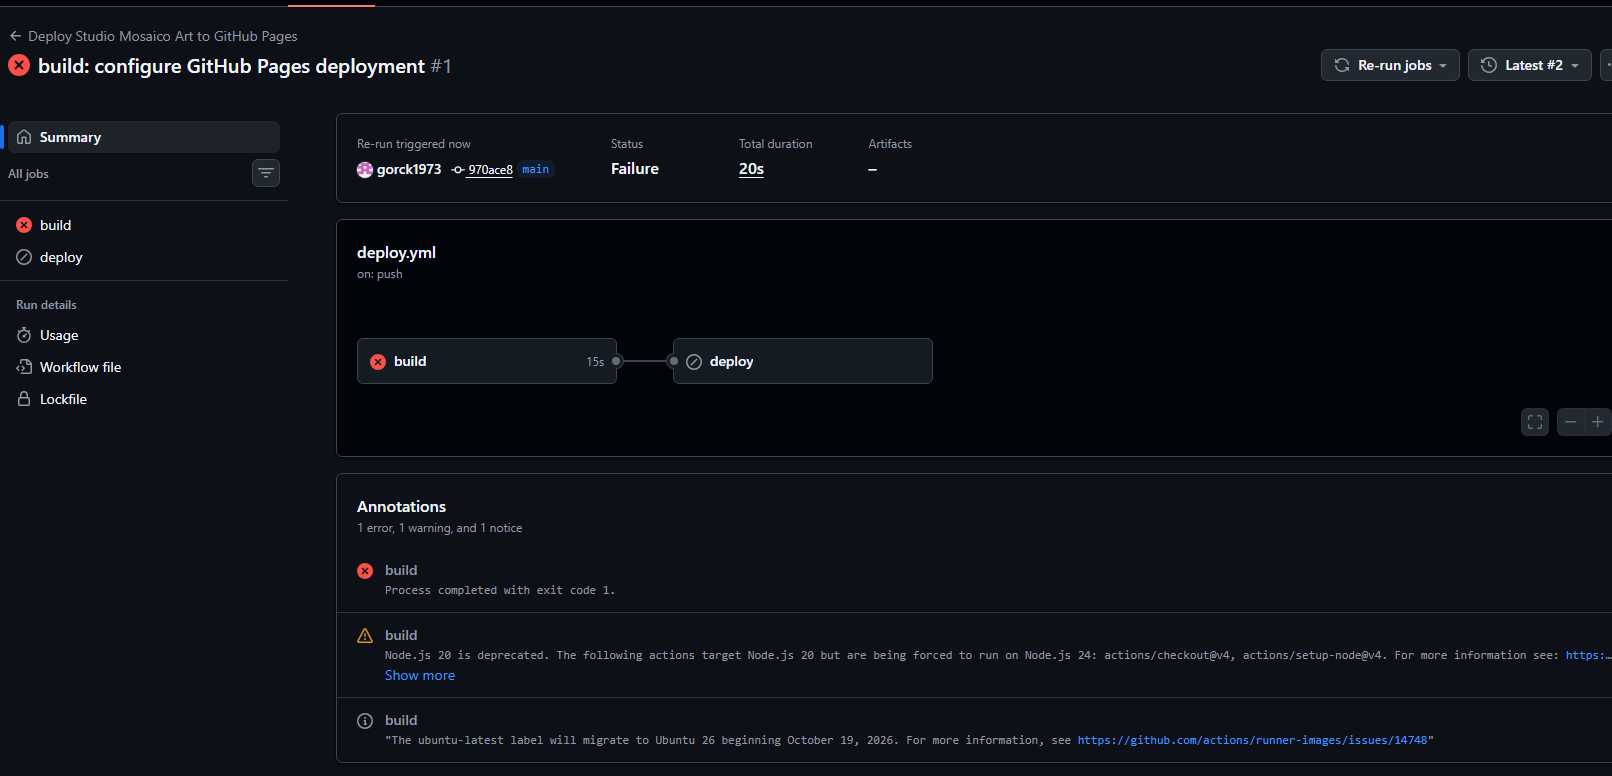 Deploy Studio Mosaico Art to GitHub Pages
build: configure GitHub Pages deployment #1
Re-run jobs
Latest #2
Summary
All jobs
build
deploy
Run details
Usage
Workflow file
Lockfile
Re-run triggered now
gorck1973 970ace8 main
Status
Failure
Total duration
20s
Artifacts
–
deploy.yml
on: push
build 15s
deploy
Annotations
1 error, 1 warning, and 1 notice
build
Process completed with exit code 1.
build
Node.js 20 is deprecated. The following actions target Node.js 20 but are being forced to run on Node.js 24: actions/checkout@v4, actions/setup-node@v4. For more information see: https:…
Show more
build
"The ubuntu-latest label will migrate to Ubuntu 26 beginning October 19, 2026. For more information, see https://github.com/actions/runner-images/issues/14748"